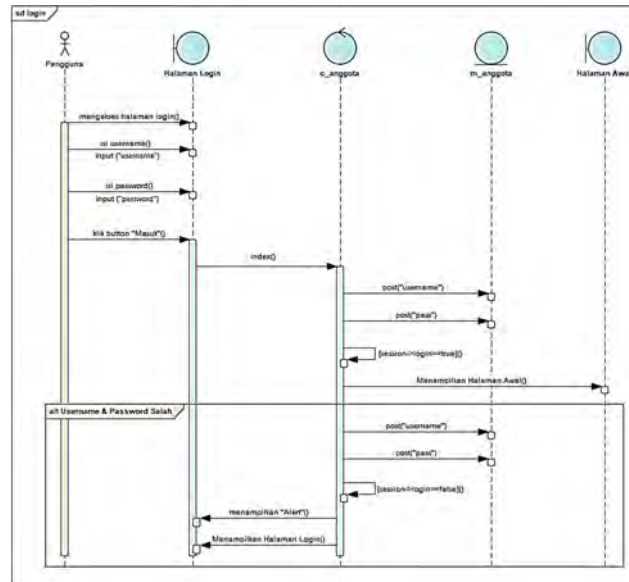 sd login
Pengguna
Halaman Login
c_anggota
m_anggota
Halaman Awal
mengakses halaman login()
isi username()
input ("username")
isi password()
input ("password")
klik button "Masuk"()
index()
post("username")
post("pass")
[session->login==true]()
Menampilkan Halaman Awal()
alt Username & Password Salah
post("username")
post("pass")
[session->login==false]()
menampilkan "Alert"()
Menampilkan Halaman Login()